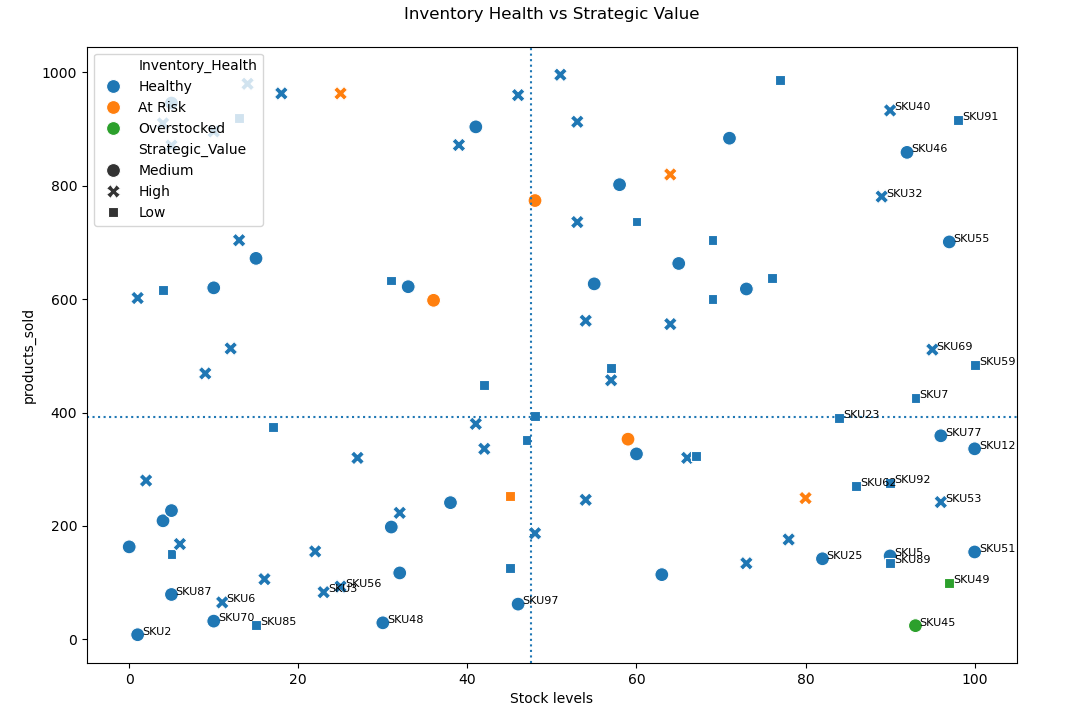 Inventory Health vs Strategic Value
1000
800
600
400
200
0
products_sold
Inventory_Health
Healthy
At Risk
Overstocked
Strategic_Value
Medium
High
Low
SKU40
SKU91
SKU46
SKU32
SKU55
SKU69
SKU59
SKU7
SKU23
SKU77
SKU12
SKU62
SKU92
SKU53
SKU51
SKU25
SKU5
SKU89
SKU49
SKU45
SKU56
SKU3
SKU87
SKU6
SKU97
SKU70
SKU85
SKU48
SKU2
0
20
40
60
80
100
Stock levels